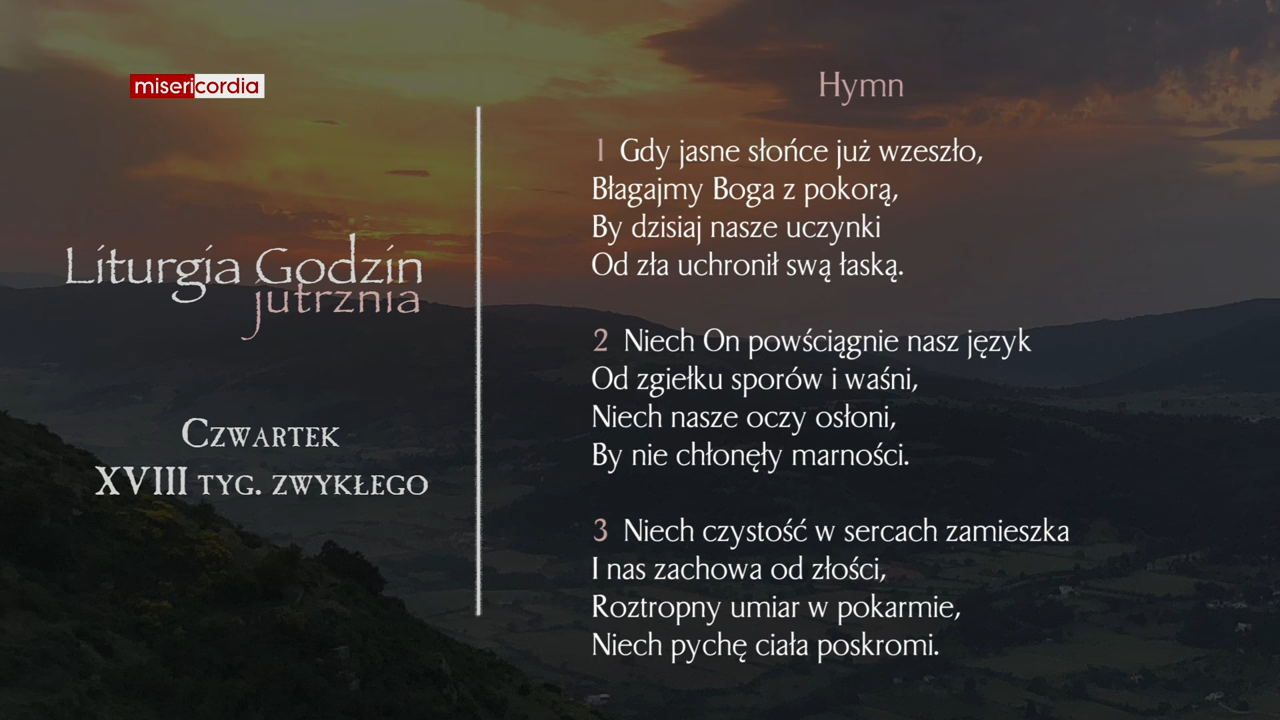 misericordia
Liturgia Godzin
jutrznia
Czwartek
XVIII tyg. zwykłego
Hymn
1 Gdy jasne słońce już wzeszło,
Błagajmy Boga z pokorą,
By dzisiaj nasze uczynki
Od zła uchronił swą łaską.
2 Niech On powściągnie nasz język
Od zgiełku sporów i waśni,
Niech nasze oczy osłoni,
By nie chłonęły marności.
3 Niech czystość w sercach zamieszka
I nas zachowa od złości,
Roztropny umiar w pokarmie,
Niech pychę ciała poskromi.